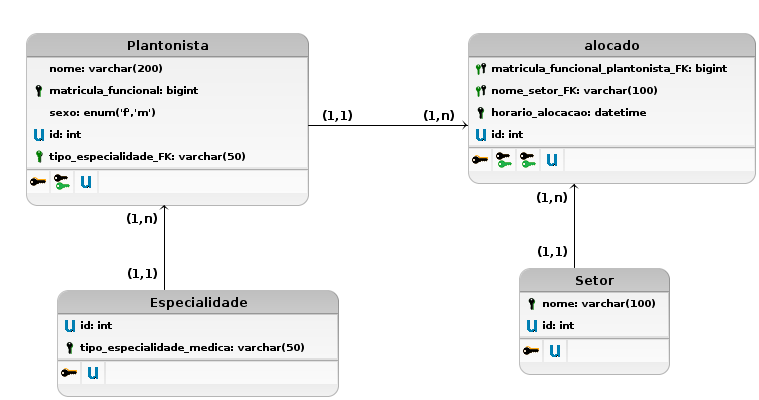 Plantonista
nome: varchar(200)
matricula_funcional: bigint
sexo: enum('f','m')
id: int
tipo_especialidade_FK: varchar(50)
(1,1)
(1,n)
alocado
matricula_funcional_plantonista_FK: bigint
nome_setor_FK: varchar(100)
horario_alocacao: datetime
id: int
(1,n)
(1,1)
Especialidade
id: int
tipo_especialidade_medica: varchar(50)
(1,n)
(1,1)
Setor
nome: varchar(100)
id: int